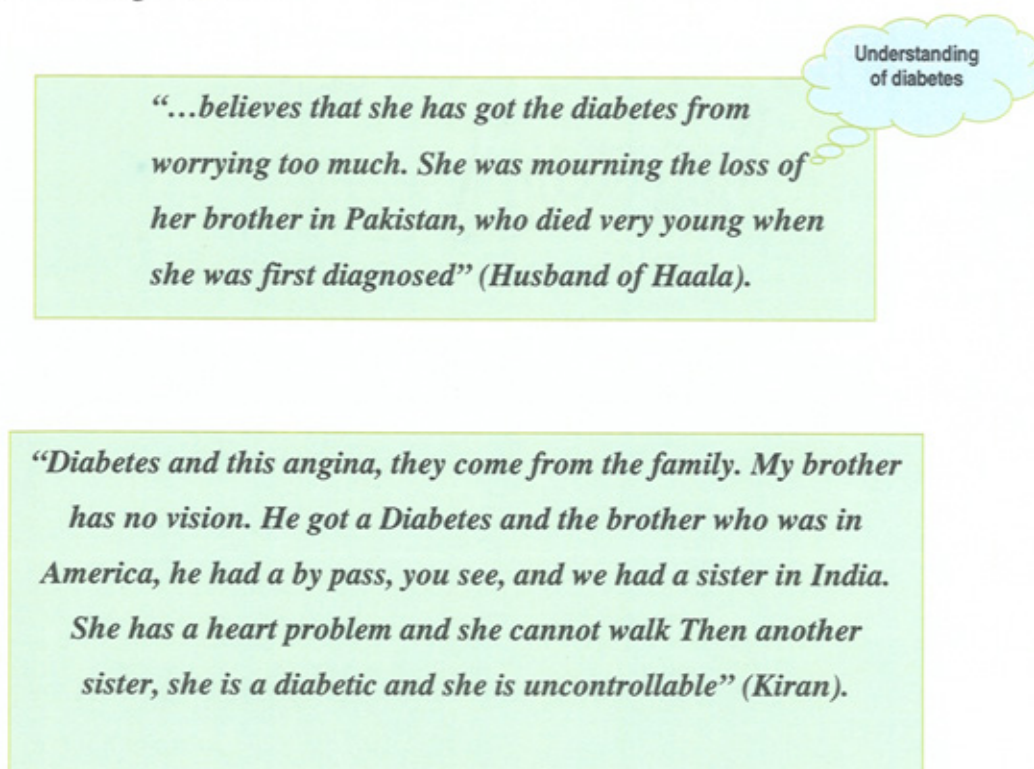 Understanding
of diabetes
“…believes that she has got the diabetes from
worrying too much. She was mourning the loss of
her brother in Pakistan, who died very young when
she was first diagnosed” (Husband of Haala).
“Diabetes and this angina, they come from the family. My brother
has no vision. He got a Diabetes and the brother who was in
America, he had a by pass, you see, and we had a sister in India.
She has a heart problem and she cannot walk Then another
sister, she is a diabetic and she is uncontrollable” (Kiran).